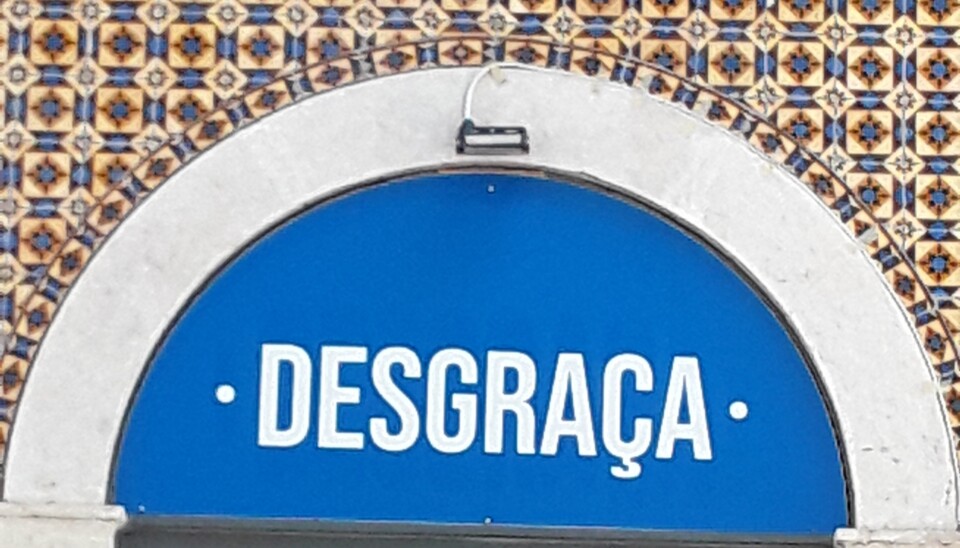 • DESGRAÇA •